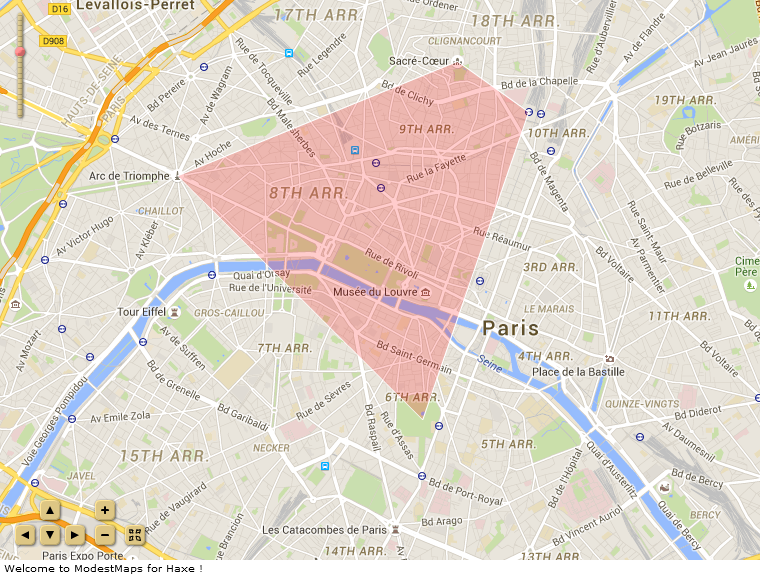 Levallois-Perret
D16
17TH ARR.
18TH ARR.
Rue Ordener
Av de Flandre
Rue d'Aubervilliers
D908
Rue Legendre
CLIGNANCOURT
Av Jean Jaurès
Sacré-Cœur
Rue de Tocqueville
Av de Wagram
Bd Pereire
HAUTS-DE-SEINE
PARIS
Bd de la Chapelle
Bd de Clichy
19TH ARR.
Av des Ternes
Bd Malesherbes
9TH ARR.
10TH ARR.
Rue Botzaris
AMÉRI
Av Hoche
Rue la Fayette
Arc de Triomphe
Rue de Belleville
Bd de Magenta
8TH ARR.
CHAILLOT
Av Victor Hugo
Av Kléber
Rue Saint-Maur
Rue des Py
Rue Réaumur
Av Parmentier
Bd Voltaire
Rue de Rivoli
3RD ARR.
Cime
Père
Quai d'Orsay
Rue de l'Université
Musée du Louvre
Tour Eiffel
GROS-CAILLOU
LE MARAIS
11TH ARR.
Paris
Av de Suffren
7TH ARR.
Bd Saint-Germain
Seine
4TH ARR.
Bd Voltaire
Av Mozart
Place de la Bastille
Bd de Grenelle
Rue de Sèvres
6TH ARR.
QUINZE-VINGTS
Bd Diderot
Voie Georges Pompidou
Av Emile Zola
Bd Garibaldi
Bd Raspail
Rue d'Assas
5TH ARR.
Av Daumesnil
Quai d'Austerlitz
NECKER
15TH ARR.
JAVEL
Rue de Vaugirard
Bd de Port-Royal
Bd de l'Hôpital
Bd de Bercy
BERCY
Quai de Bercy
Rue Brancion
Les Catacombes de Paris
Bd Arago
Bd Vincent Auriol
Paris Expo Porte
14TH ARR.
Welcome to ModestMaps for Haxe !